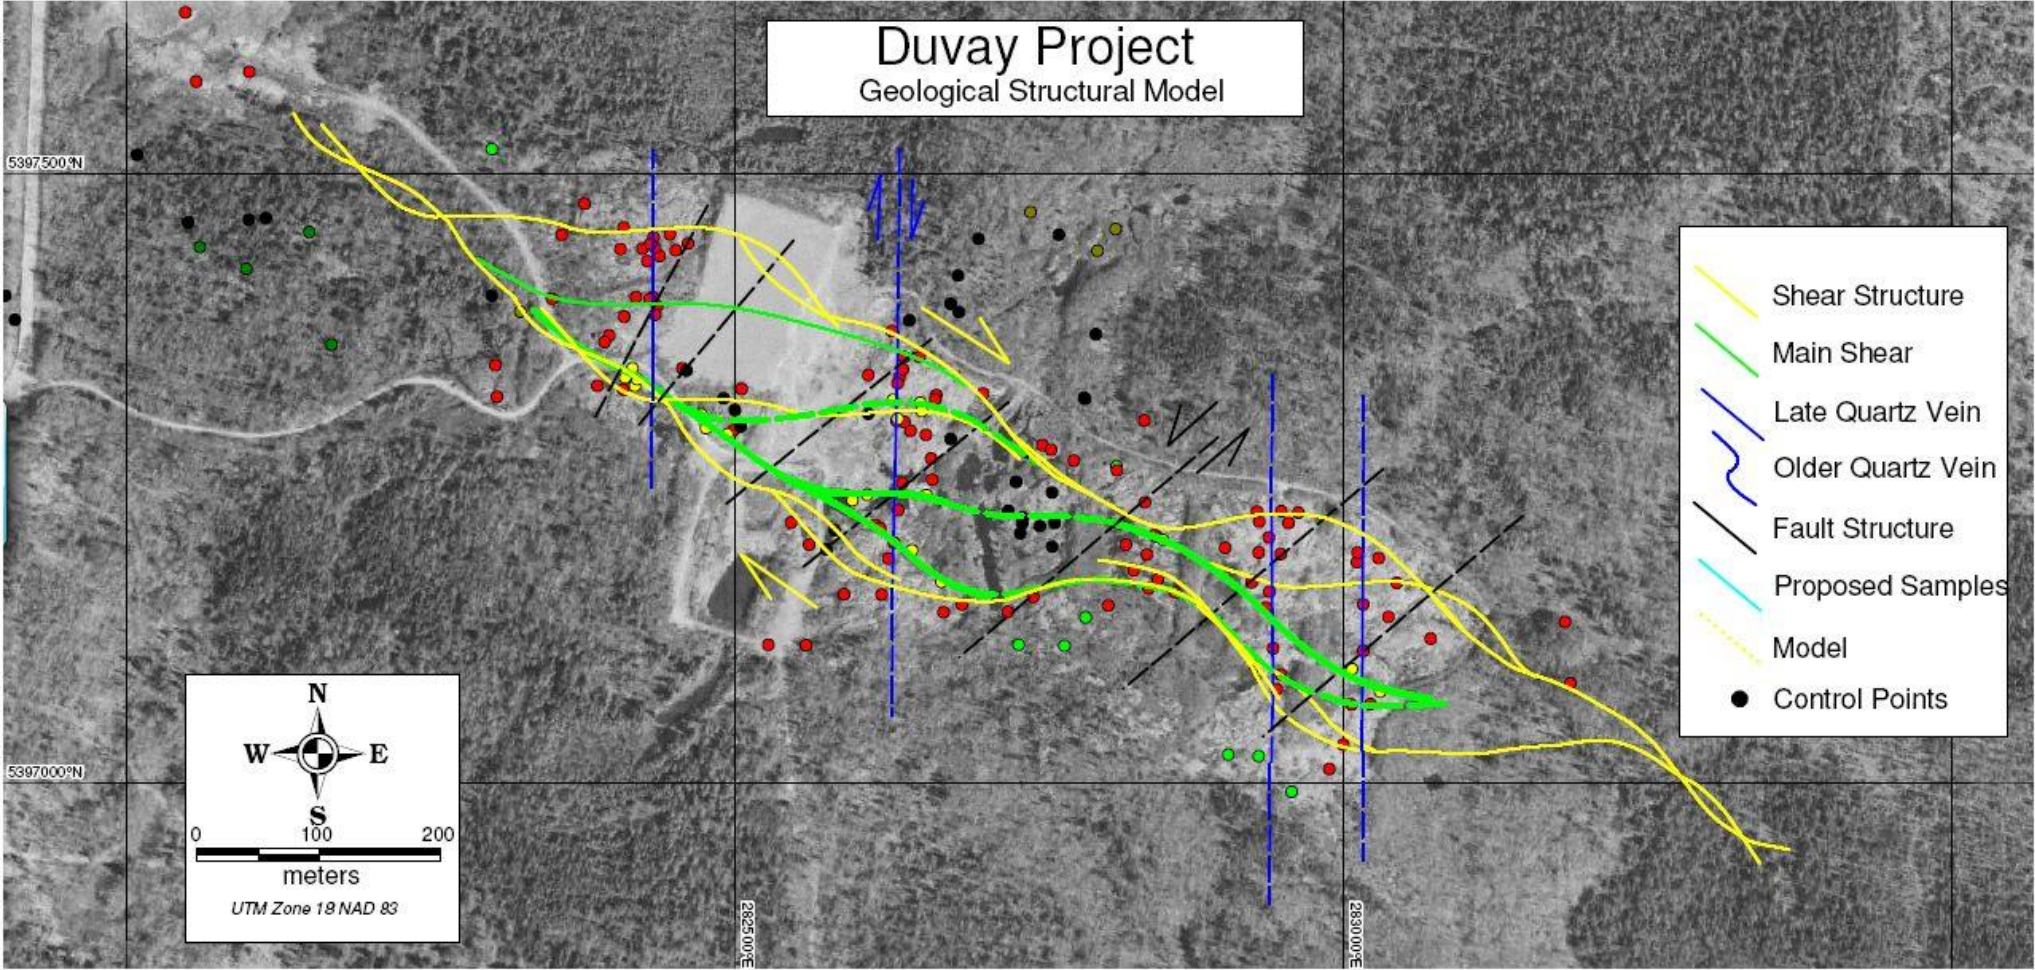 Duvay Project
Geological Structural Model
5397500°N
Shear Structure
Main Shear
Late Quartz Vein
Older Quartz Vein
Fault Structure
Proposed Samples
Model
Control Points
N
W E
S
0 100 200
meters
UTM Zone 18 NAD 83
5397000°N
282500°E
283000°E